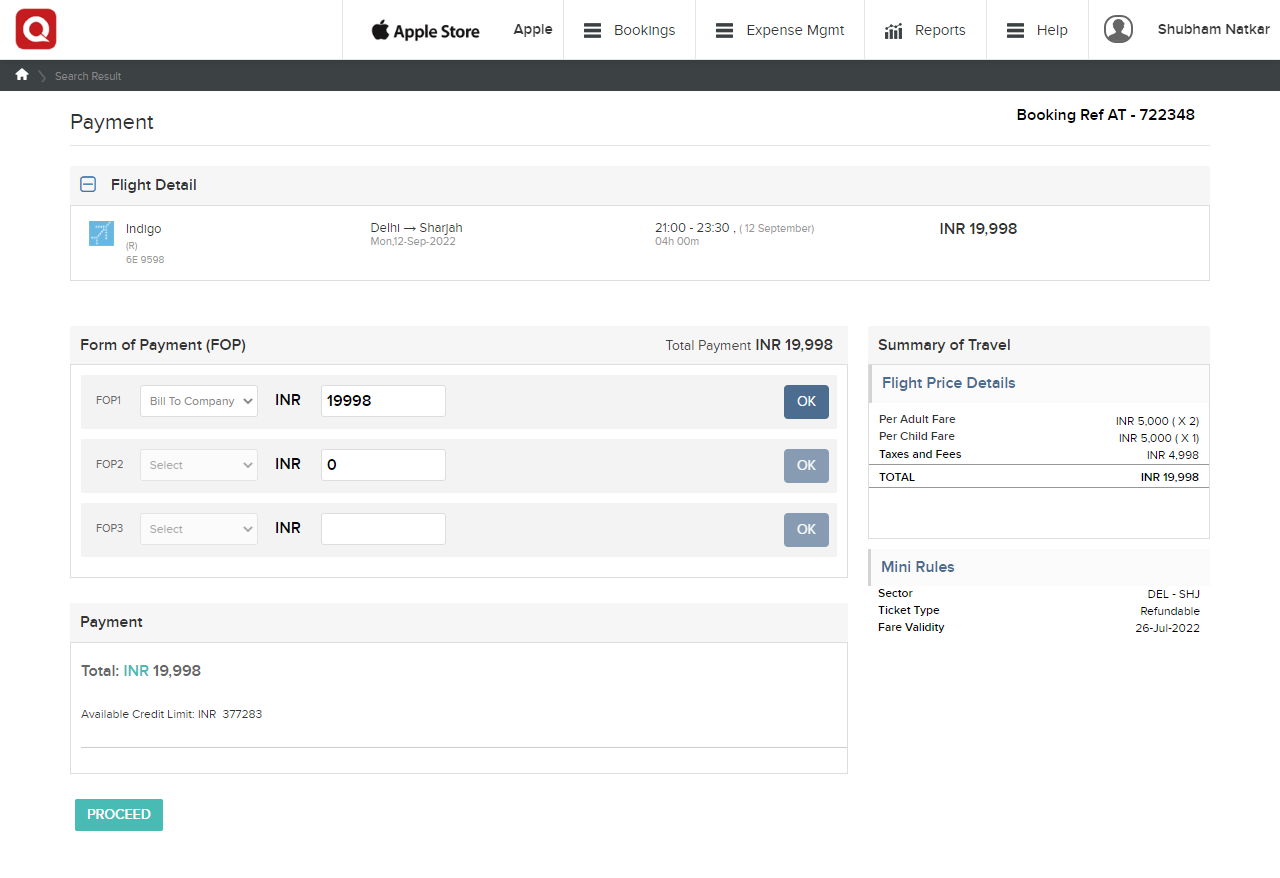 Apple Store Apple Bookings Expense Mgmt Reports Help Shubham Natkar
Search Result
Payment
Booking Ref AT - 722348
Flight Detail
Indigo
(R)
6E 9598
Delhi → Sharjah
Mon,12-Sep-2022
21:00 - 23:30 , ( 12 September)
04h 00m
INR 19,998
Form of Payment (FOP)
Total Payment INR 19,998
FOP1 Bill To Company INR 19998 OK
FOP2 Select INR 0 OK
FOP3 Select INR OK
Payment
Total: INR 19,998
Available Credit Limit: INR 377283
PROCEED
Summary of Travel
Flight Price Details
Per Adult Fare INR 5,000 ( X 2)
Per Child Fare INR 5,000 ( X 1)
Taxes and Fees INR 4,998
TOTAL INR 19,998
Mini Rules
Sector DEL - SHJ
Ticket Type Refundable
Fare Validity 26-Jul-2022